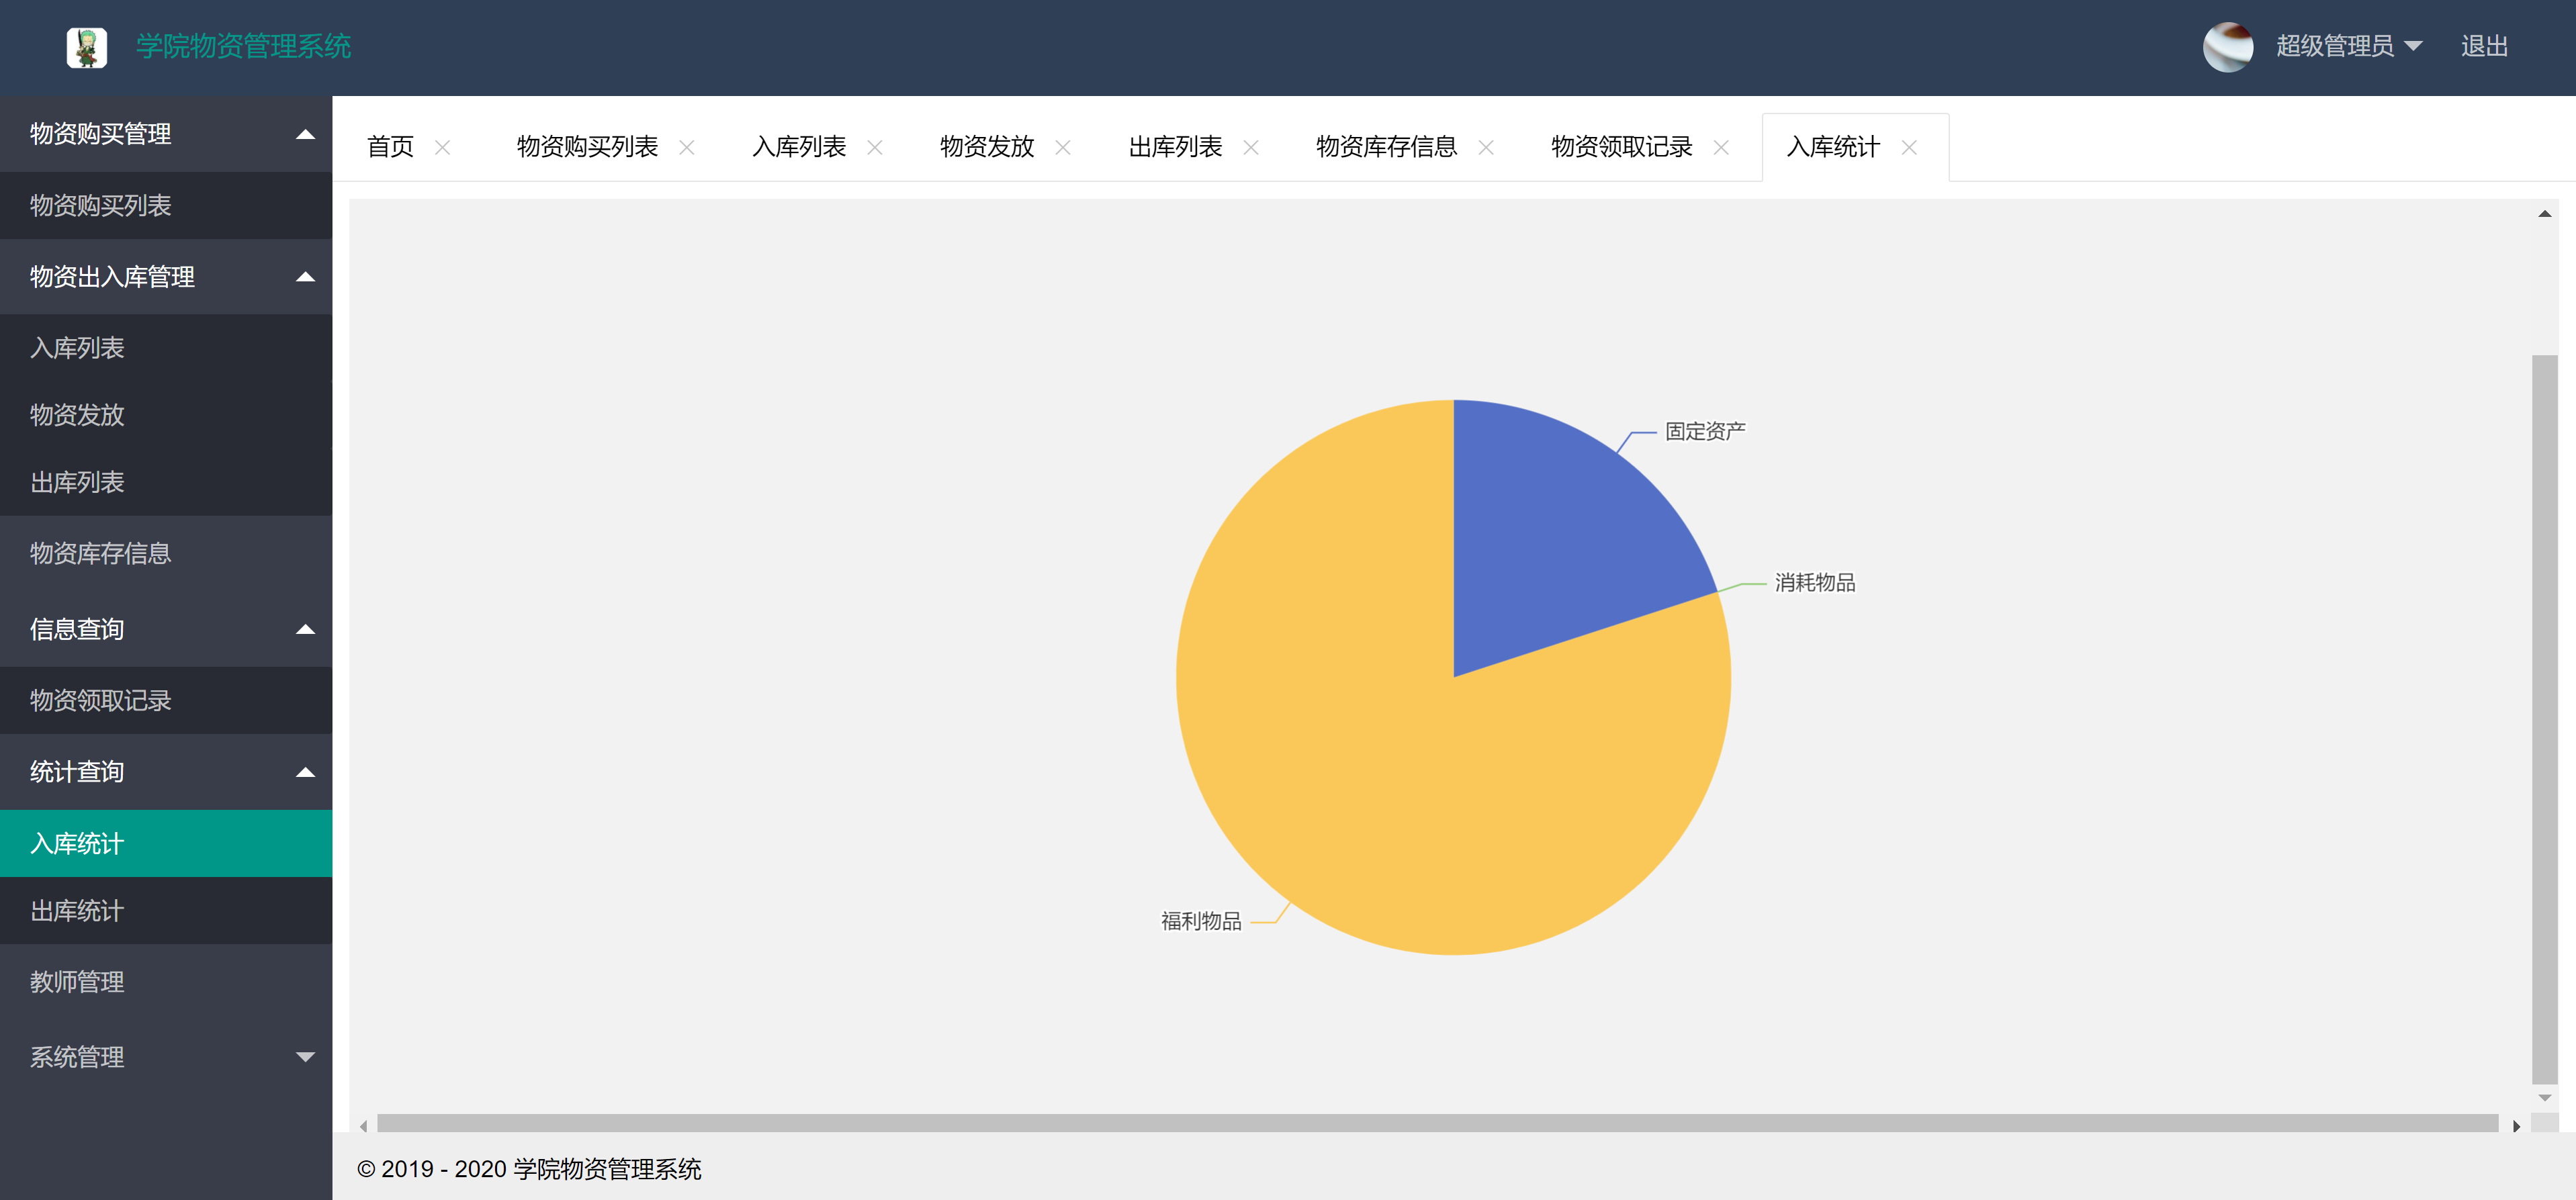 学院物资管理系统
超级管理员
退出
物资购买管理
物资购买列表
物资出入库管理
入库列表
物资发放
出库列表
物资库存信息
信息查询
物资领取记录
统计查询
入库统计
出库统计
教师管理
系统管理
首页 物资购买列表 入库列表 物资发放 出库列表 物资库存信息 物资领取记录 入库统计
固定资产
消耗物品
福利物品
© 2019 - 2020 学院物资管理系统